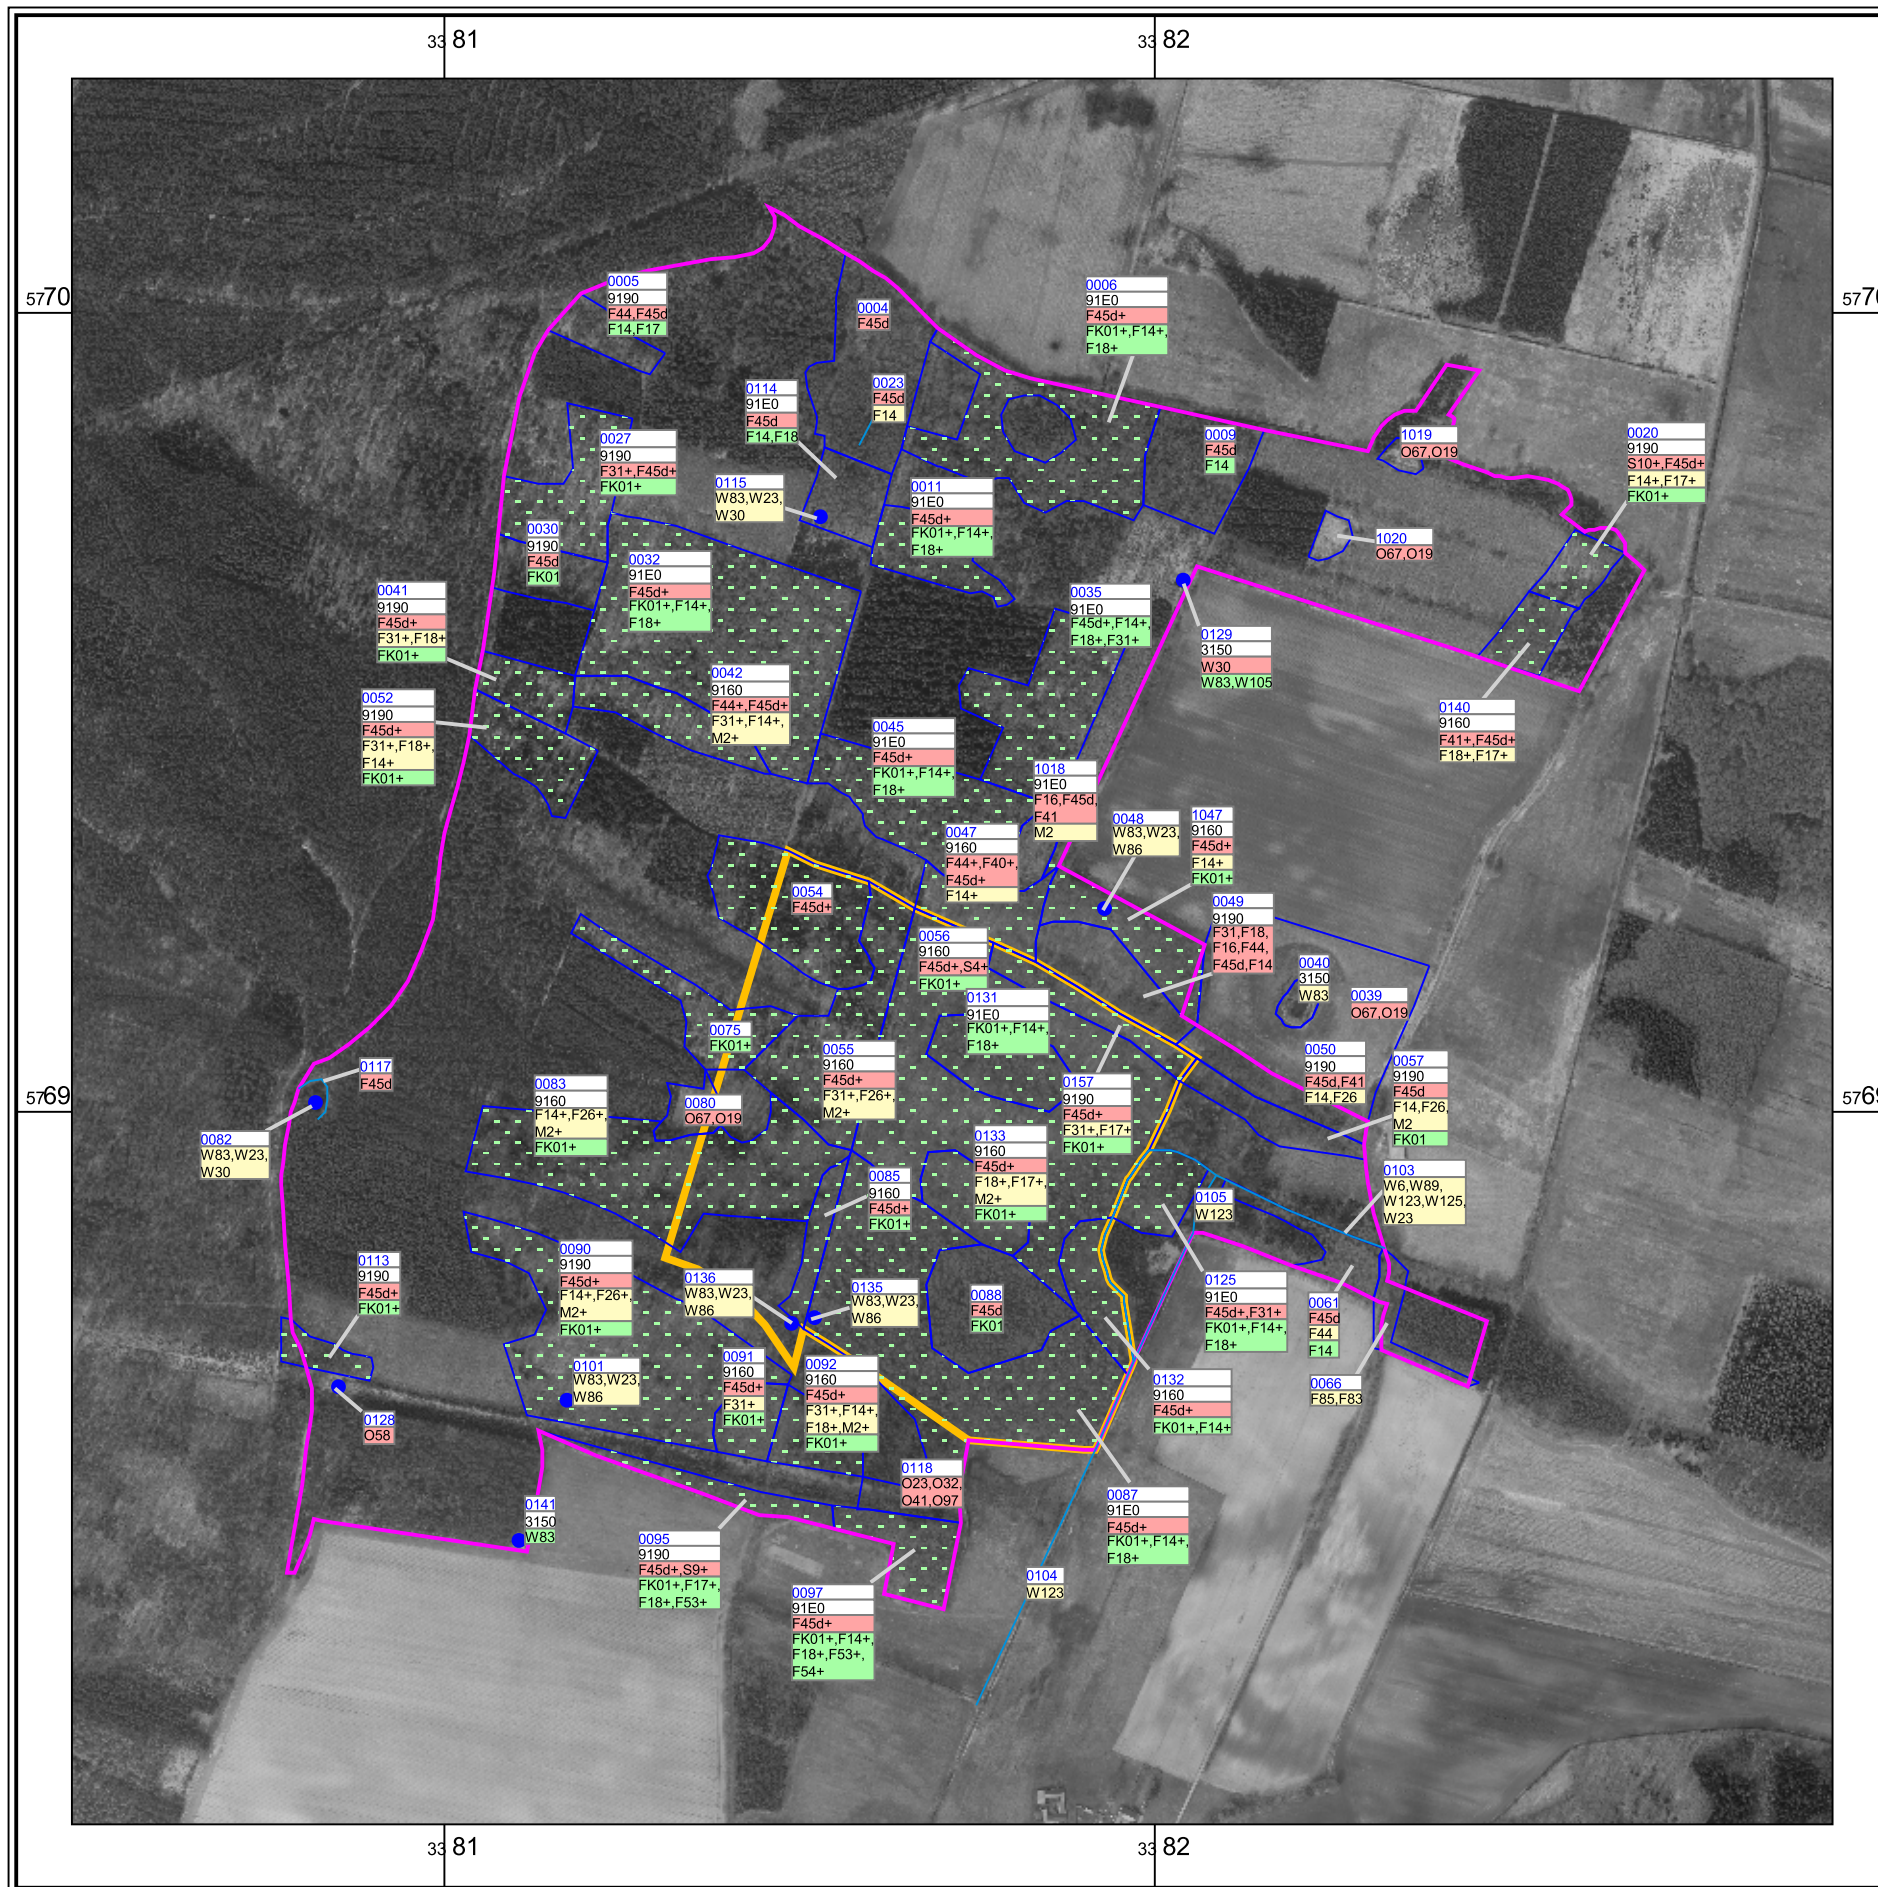 33 81
33 82
5770
5770
5769
5769
33 81
33 82
0005
9190
F44,F45d
F14,F17
0004
F45d
0006
91E0
F45d+
FK01+,F14+,
F18+
0023
F45d
F14
0114
91E0
F45d
F14,F18
0027
9190
F31+,F45d+
FK01+
0115
W83,W23,
W30
0009
F45d
F14
1019
O67,O19
0020
9190
S10+,F45d+
F14+,F17+
FK01+
0011
91E0
F45d+
FK01+,F14+,
F18+
0030
9190
F45d
FK01
0032
91E0
F45d+
FK01+,F14+,
F18+
1020
O67,O19
0041
9190
F45d+
F31+,F18+
FK01+
0035
91E0
F45d+,F14+,
F18+,F31+
0129
3150
W30
W83,W105
0042
9160
F44+,F45d+
F31+,F14+,
M2+
0052
9190
F45d+
F31+,F18+,
F14+
FK01+
0045
91E0
F45d+
FK01+,F14+,
F18+
0140
9160
F41+,F45d+
F18+,F17+
1018
91E0
F16,F45d,
F41
M2
0048
W83,W23,
W86
1047
9160
F45d+
F14+
FK01+
0047
9160
F44+,F40+,
F45d+
F14+
0054
F45d+
0049
9190
F31,F18,
F16,F44,
F45d,F14
0056
9160
F45d+,S4+
FK01+
0040
3150
W83
0039
O67,O19
0131
91E0
FK01+,F14+,
F18+
0075
FK01+
0055
9160
F45d+
F31+,F26+,
M2+
0050
9190
F45d,F41
F14,F26
0057
9190
F45d
F14,F26,
M2
FK01
0117
F45d
0083
9160
F14+,F26+,
M2+
FK01+
0080
O67,O19
0157
9190
F45d+
F31+,F17+
FK01+
0082
W83,W23,
W30
0133
9160
F45d+
F18+,F17+,
M2+
FK01+
0085
9160
F45d+
FK01+
0103
W6,W89,
W123,W125,
W23
0105
W123
0090
9190
F45d+
F14+,F26+,
M2+
FK01+
0113
9190
F45d+
FK01+
0136
W83,W23,
W86
0135
W83,W23,
W86
0088
F45d
FK01
0125
91E0
F45d+,F31+
FK01+,F14+,
F18+
0061
F45d
F44
F14
0101
W83,W23,
W86
0091
9160
F45d+
F31+
FK01+
0092
9160
F45d+
F31+,F14+,
F18+,M2+
FK01+
0132
9160
F45d+
FK01+,F14+
0066
F85,F83
0128
O58
0118
O23,O32,
O41,O97
0087
91E0
F45d+
FK01+,F14+,
F18+
0141
3150
W83
0095
9190
F45d+,S9+
FK01+,F17+,
F18+,F53+
0104
W123
0097
91E0
F45d+
FK01+,F14+,
F18+,F53+,
F54+